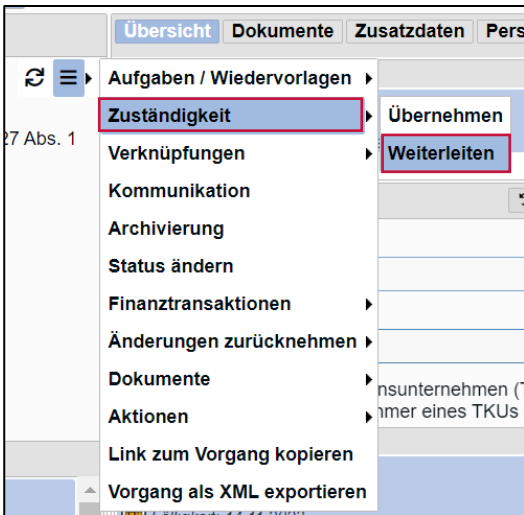 Übersicht Dokumente Zusatzdaten Pers
Aufgaben / Wiedervorlagen
Zuständigkeit
Übernehmen
27 Abs. 1
Verknüpfungen
Weiterleiten
Kommunikation
Archivierung
Status ändern
Finanztransaktionen
Änderungen zurücknehmen
Dokumente
nsunternehmen (T
Aktionen
hmer eines TKUs
Link zum Vorgang kopieren
Vorgang als XML exportieren